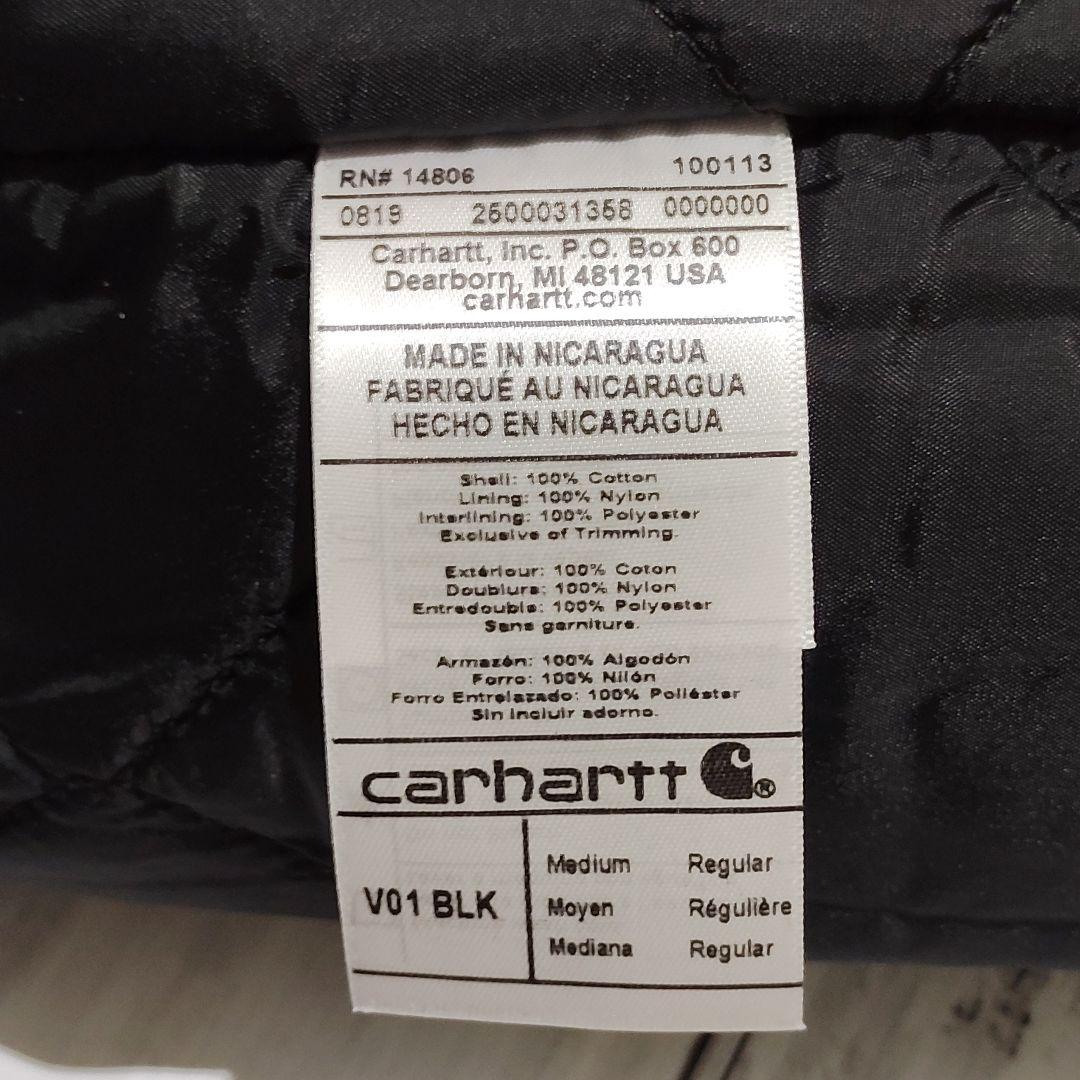 RN# 14806 100113
0819 2500031358 0000000
Carhartt, Inc. P.O. Box 600
Dearborn, MI 48121 USA
carhartt.com
MADE IN NICARAGUA
FABRIQUÉ AU NICARAGUA
HECHO EN NICARAGUA
Shell: 100% Cotton
Lining: 100% Nylon
Interlining: 100% Polyester
Exclusive of Trimming.
Extérieur: 100% Coton
Doublure: 100% Nylon
Entredouble: 100% Polyester
Sans garniture.
Armazón: 100% Algodón
Forro: 100% Nilón
Forro Entrelazado: 100% Poliéster
Sin incluir adorno.
carhartt ®
V01 BLK
Medium Regular
Moyen Régulière
Mediana Regular